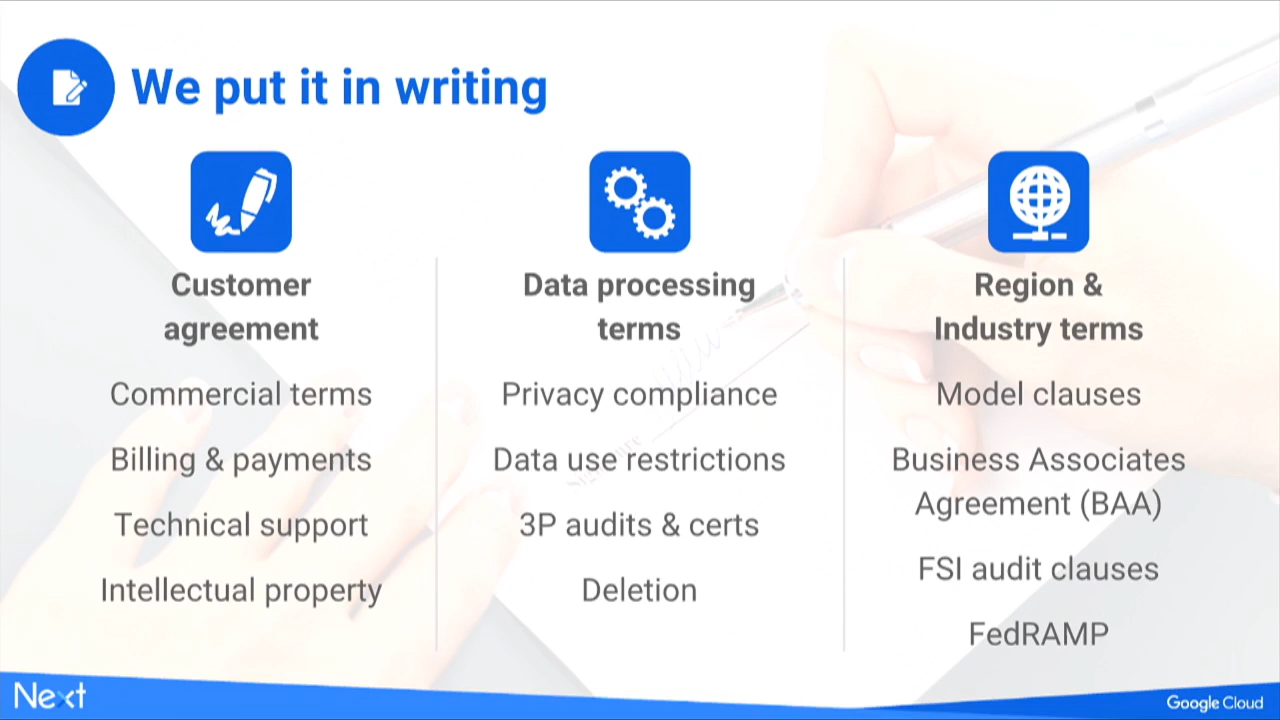 We put it in writing
Customer
agreement
Commercial terms
Billing & payments
Technical support
Intellectual property
Data processing
terms
Privacy compliance
Data use restrictions
3P audits & certs
Deletion
Region &
Industry terms
Model clauses
Business Associates
Agreement (BAA)
FSI audit clauses
FedRAMP
Next
Google Cloud